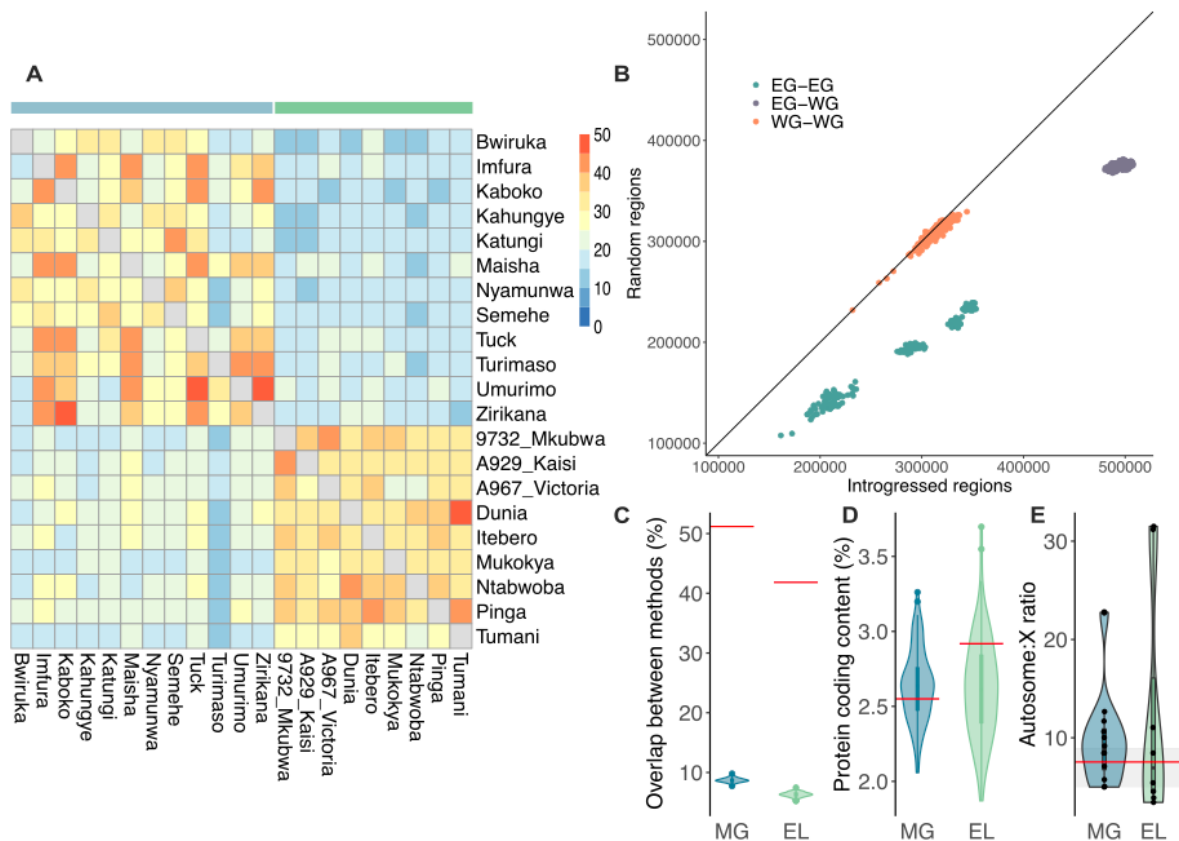 A
Bwiruka
Imfura
Kaboko
Kahungye
Katungi
Maisha
Nyamunwa
Semehe
Tuck
Turimaso
Umurimo
Zirikana
9732_Mkubwa
A929_Kaisi
A967_Victoria
Dunia
Itebero
Mukokya
Ntabwoba
Pinga
Tumani
50
40
30
20
10
0
Bwiruka
Imfura
Kaboko
Kahungye
Katungi
Maisha
Nyamunwa
Semehe
Tuck
Turimaso
Umurimo
Zirikana
9732_Mkubwa
A929_Kaisi
A967_Victoria
Dunia
Itebero
Mukokya
Ntabwoba
Pinga
Tumani
B
EG-EG
EG-WG
WG-WG
Random regions
500000
400000
300000
200000
100000
100000 200000 300000 400000 500000
Introgressed regions
C
Overlap between methods (%)
50
40
30
20
10
MG EL
D
Protein coding content (%)
3.5
3.0
2.5
2.0
MG EL
E
Autosome:X ratio
30
20
10
MG EL